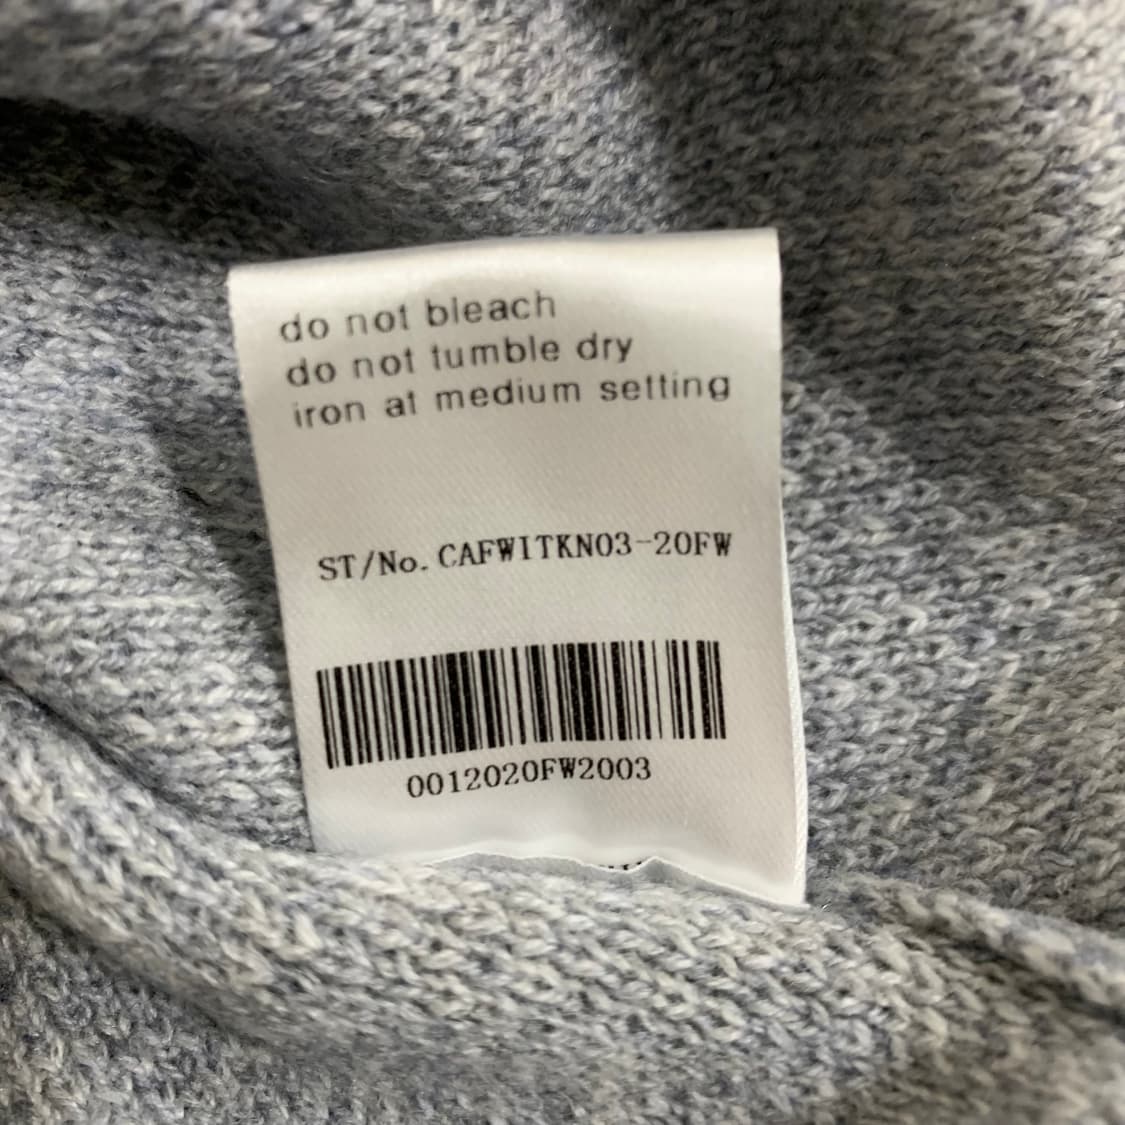 do not bleach
do not tumble dry
iron at medium setting
ST/No. CAFWITKN03-20FW
0012020FW2003